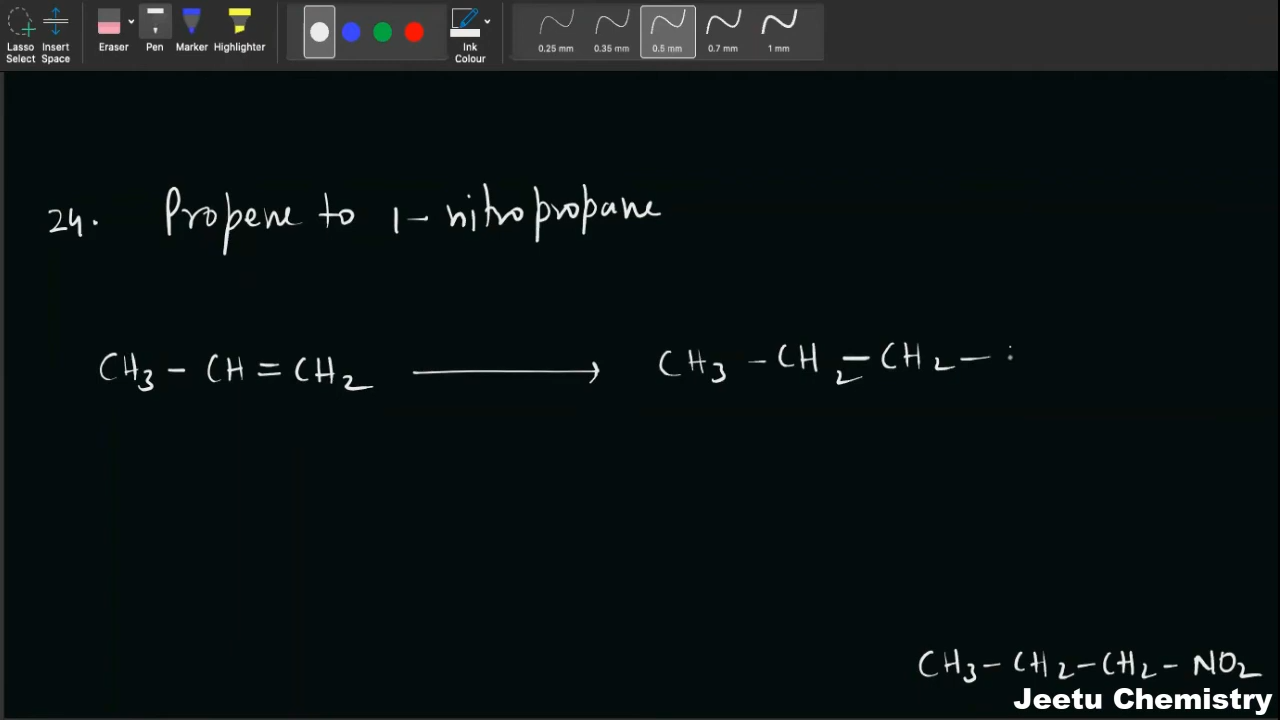 Lasso Select
Insert Space
Eraser
Pen
Marker
Highlighter
Ink Colour
0.25 mm
0.35 mm
0.5 mm
0.7 mm
1 mm
24. Propene to 1-nitropropane
CH3 - CH = CH2 → CH3 - CH2 - CH2 -
CH3 - CH2 - CH2 - NO2
Jeetu Chemistry